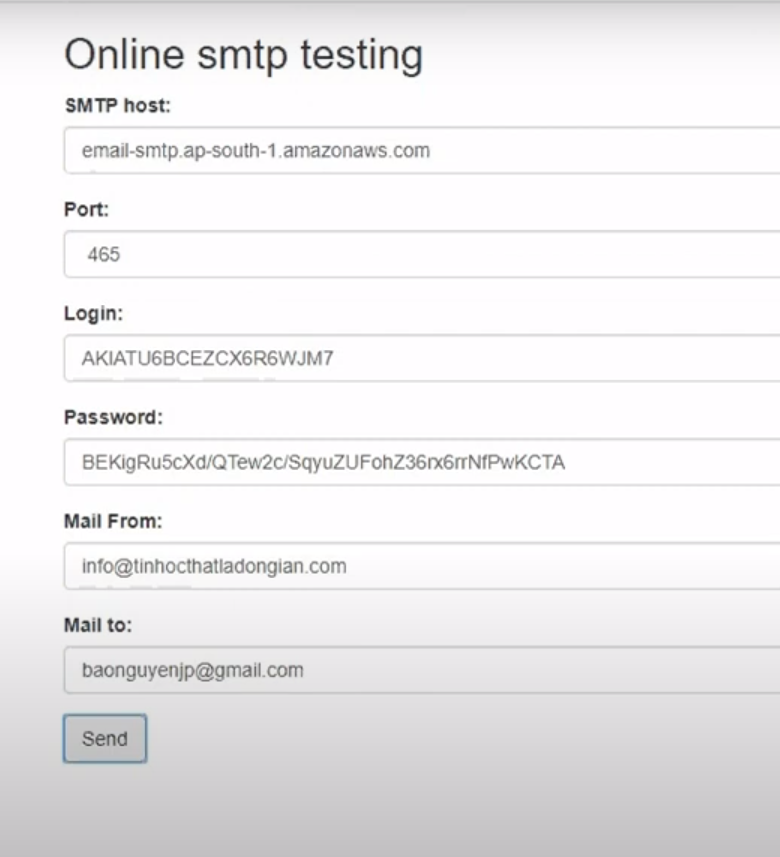 Online smtp testing
SMTP host:
email-smtp.ap-south-1.amazonaws.com
Port:
465
Login:
AKIATU6BCEZCX6R6WJM7
Password:
BEKigRu5cXd/QTew2c/SqyuZUFohZ36rx6rrNfPwKCTA
Mail From:
info@tinhocthatladongian.com
Mail to:
baonguyenjp@gmail.com
Send